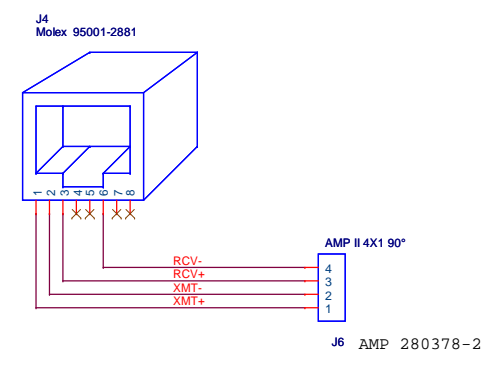 J4
Molex 95001-2881
1 2 3 4 5 6 7 8
AMP II 4X1 90°
RCV- 4
RCV+ 3
XMT- 2
XMT+ 1
J6 AMP 280378-2